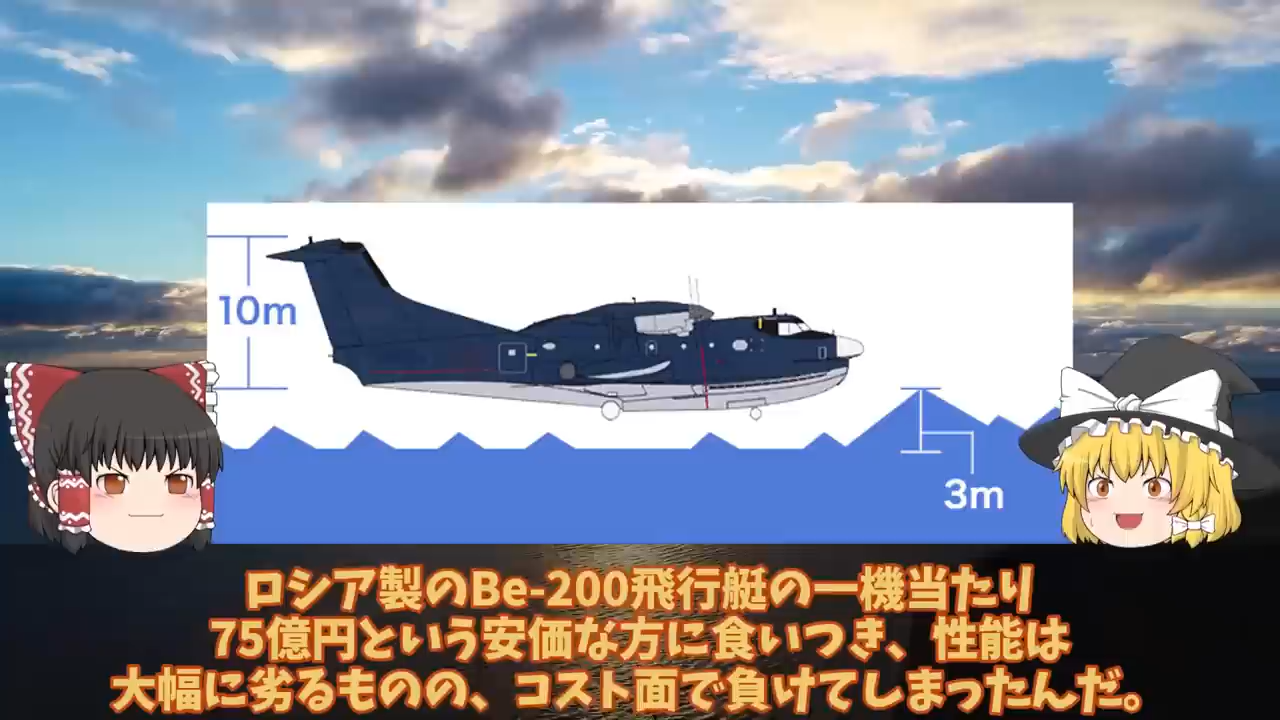 10m
3m
ロシア製のBe-200飛行艇の一機当たり
75億円という安価な方に食いつき、性能は
大幅に劣るものの、コスト面で負けてしまったんだ。